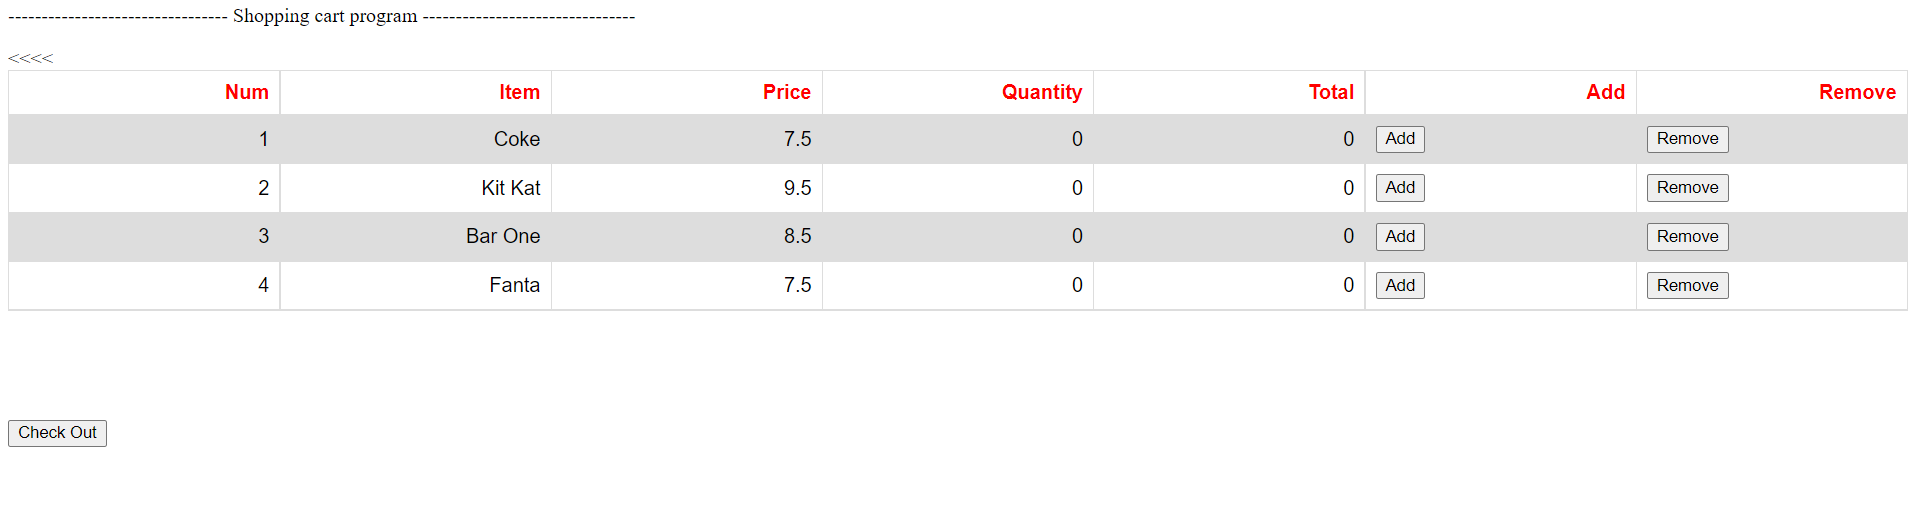 --------------------------------- Shopping cart program --------------------------------
<<<<
Num Item Price Quantity Total Add Remove
1 Coke 7.5 0 0 Add Remove
2 Kit Kat 9.5 0 0 Add Remove
3 Bar One 8.5 0 0 Add Remove
4 Fanta 7.5 0 0 Add Remove
Check Out